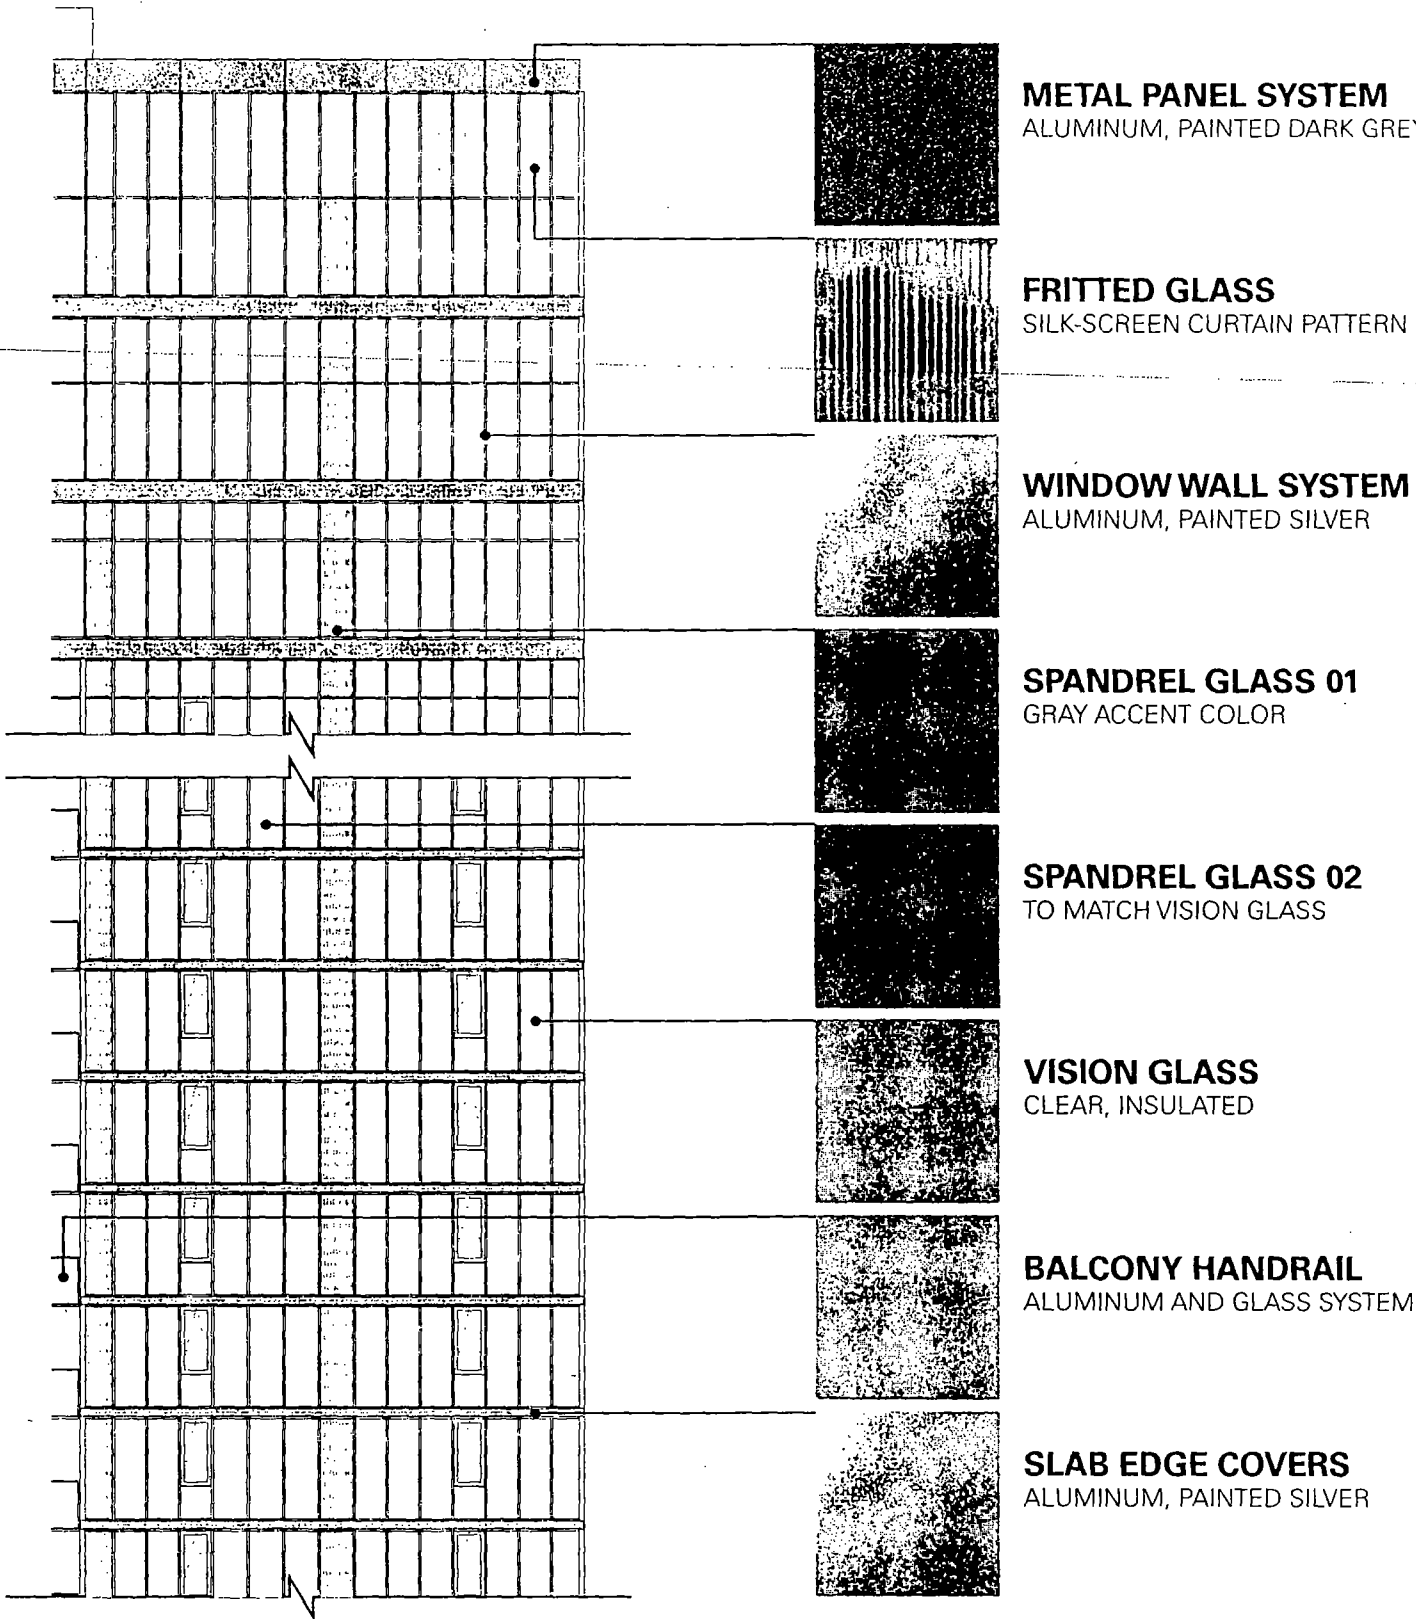 METAL PANEL SYSTEM
ALUMINUM, PAINTED DARK GREY
FRITTED GLASS
SILK-SCREEN CURTAIN PATTERN
WINDOW WALL SYSTEM
ALUMINUM, PAINTED SILVER
SPANDREL GLASS 01
GRAY ACCENT COLOR
SPANDREL GLASS 02
TO MATCH VISION GLASS
VISION GLASS
CLEAR, INSULATED
BALCONY HANDRAIL
ALUMINUM AND GLASS SYSTEM
SLAB EDGE COVERS
ALUMINUM, PAINTED SILVER